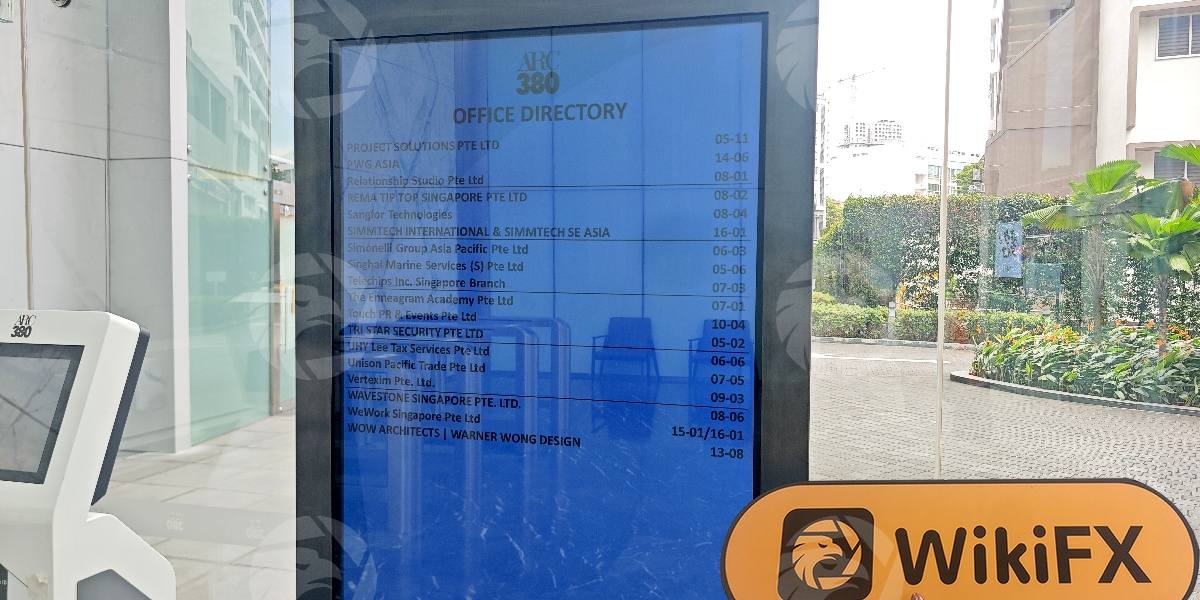 ARC
380
OFFICE DIRECTORY
PROJECT SOLUTIONS PTE LTD 05-11
PWG ASIA 14-06
Relationship Studio Pte Ltd 08-01
REMA TIP TOP SINGAPORE PTE LTD 08-02
Sangfor Technologies 08-04
SIMMTECH INTERNATIONAL & SIMMTECH SE ASIA 16-01
Simonelli Group Asia Pacific Pte Ltd 06-03
Singhai Marine Services (S) Pte Ltd 05-06
Telechips Inc. Singapore Branch 07-03
The Enneagram Academy Pte Ltd 07-01
Touch PR & Events Pte Ltd 10-04
TRI STAR SECURITY PTE LTD 05-02
UHY Lee Tax Services Pte Ltd 06-06
Unison Pacific Trade Pte Ltd 07-05
Vertexim Pte. Ltd. 09-03
WAVESTONE SINGAPORE PTE. LTD. 08-06
WeWork Singapore Pte Ltd 15-01/16-01
WOW ARCHITECTS | WARNER WONG DESIGN 13-08
ARC
380
WikiFX